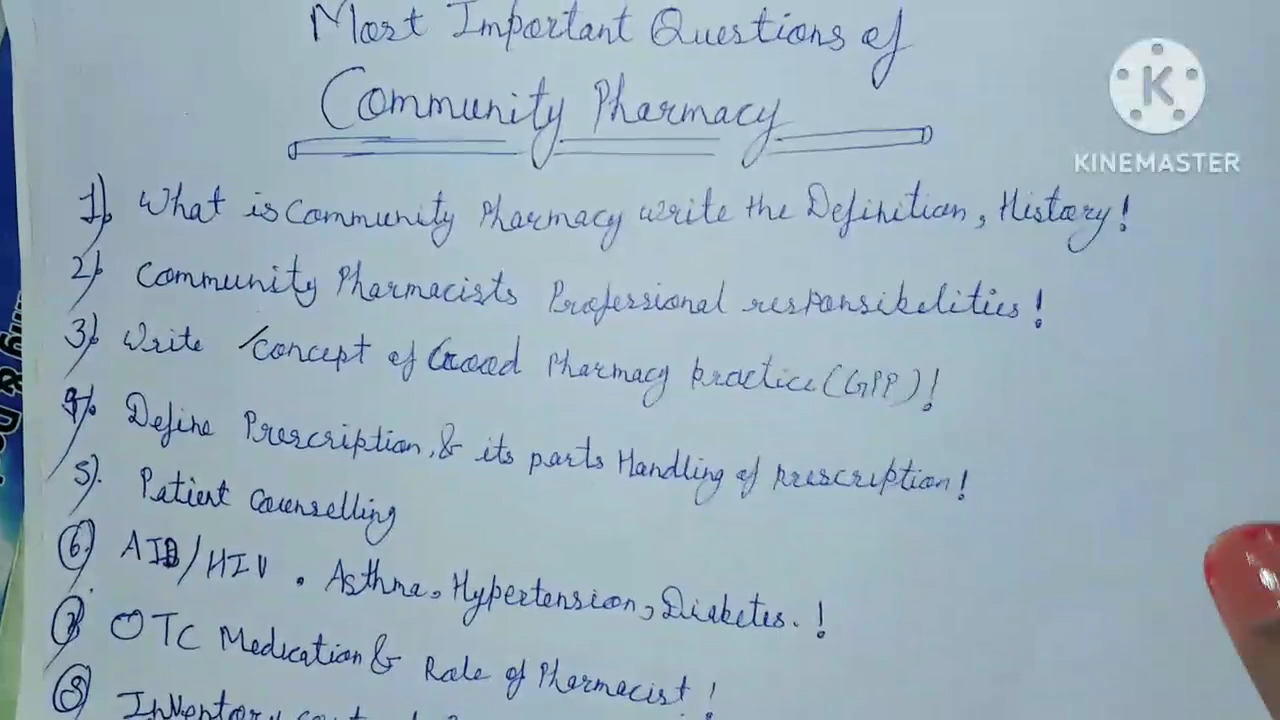 Most Important Questions of
Community Pharmacy
KINEMASTER
1) What is Community Pharmacy write the Definition, History!
2) Community Pharmacists Professional responsibilities!
3) Write concept of Good Pharmacy practice (GPP)!
4) Define Prescription, & its parts Handling of prescription!
5) Patient Counselling
6) AID/HIV . Asthma, Hypertension, Diabetes. !
7) OTC Medication & Role of Pharmacist !
8) Inventory